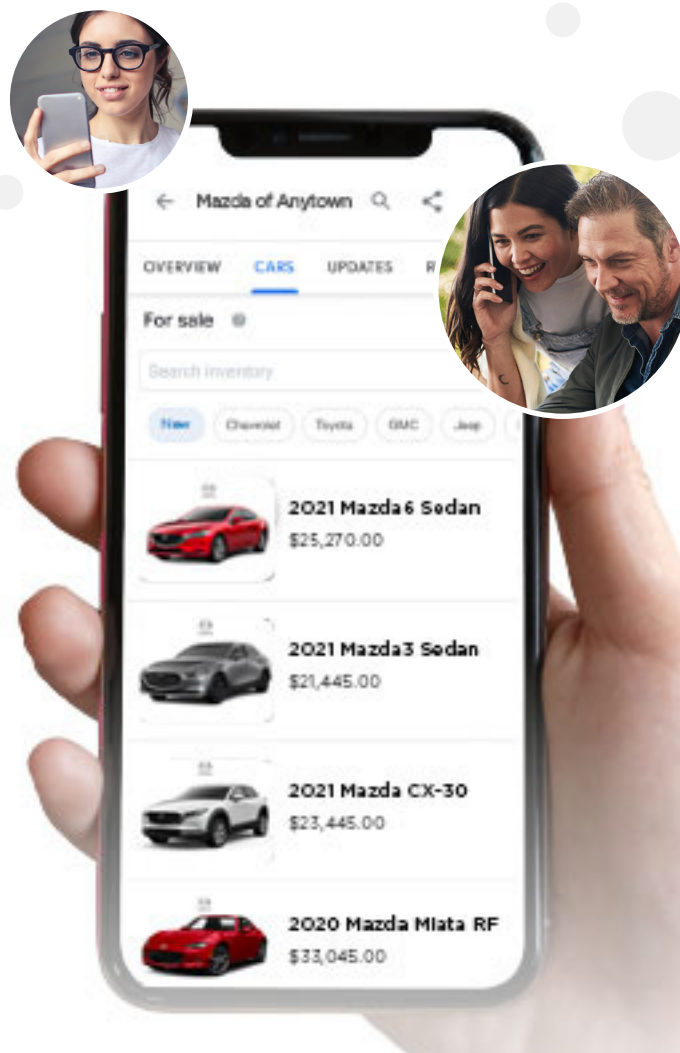 Mazda of Anytown
OVERVIEW CARS UPDATES R
For sale
Search inventory
New Chevrolet Toyota GMC Jeep
2021 Mazda6 Sedan
$25,270.00
2021 Mazda3 Sedan
$21,445.00
2021 Mazda CX-30
$23,445.00
2020 Mazda Miata RF
$33,045.00